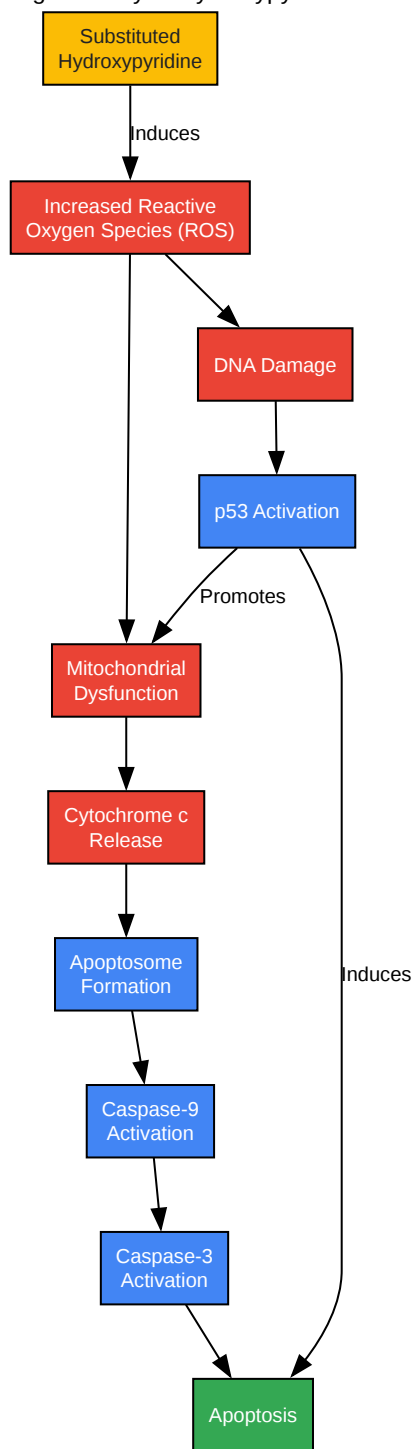 Substituted
Hydroxypyridine
Induces
Increased Reactive
Oxygen Species (ROS)
DNA Damage
p53 Activation
Promotes
Mitochondrial
Dysfunction
Cytochrome c
Release
Apoptosome
Formation
Induces
Caspase-9
Activation
Caspase-3
Activation
Apoptosis